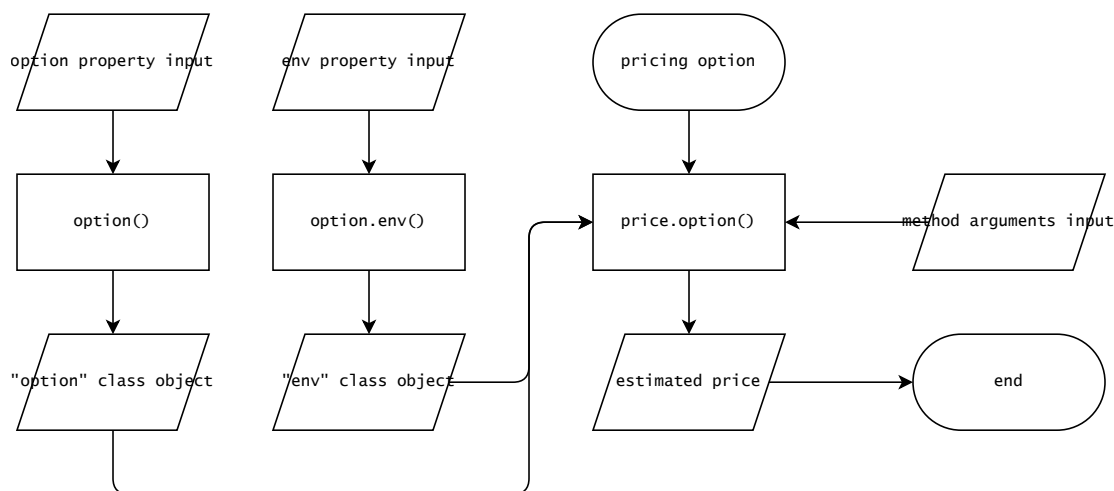 option property input
env property input
pricing option
option()
option.env()
price.option()
method arguments input
"option" class object
"env" class object
estimated price
end